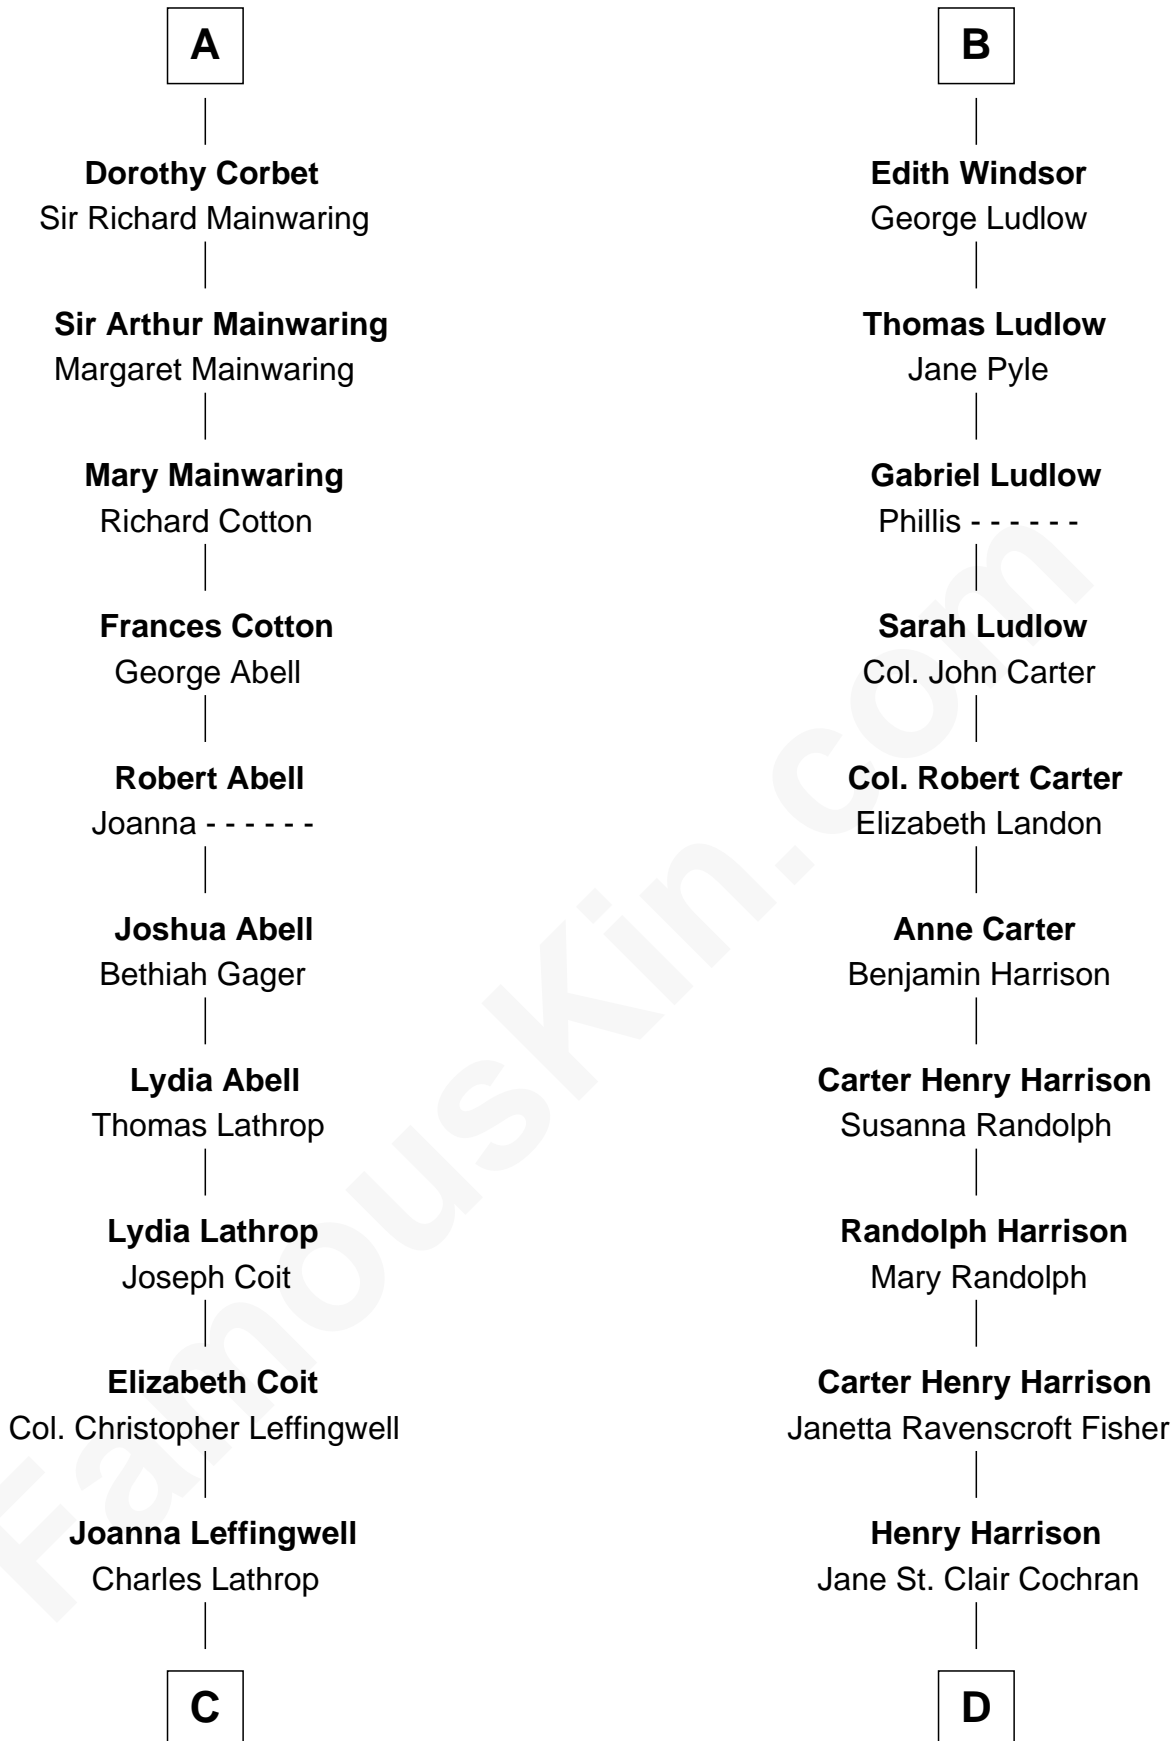 A
Dorothy Corbet
Sir Richard Mainwaring
Sir Arthur Mainwaring
Margaret Mainwaring
Mary Mainwaring
Richard Cotton
Frances Cotton
George Abell
Robert Abell
Joanna - - - - - -
Joshua Abell
Bethiah Gager
Lydia Abell
Thomas Lathrop
Lydia Lathrop
Joseph Coit
Elizabeth Coit
Col. Christopher Leffingwell
Joanna Leffingwell
Charles Lathrop
C
B
Edith Windsor
George Ludlow
Thomas Ludlow
Jane Pyle
Gabriel Ludlow
Phillis - - - - - -
Sarah Ludlow
Col. John Carter
Col. Robert Carter
Elizabeth Landon
Anne Carter
Benjamin Harrison
Carter Henry Harrison
Susanna Randolph
Randolph Harrison
Mary Randolph
Carter Henry Harrison
Janetta Ravenscroft Fisher
Henry Harrison
Jane St. Clair Cochran
D
FamousKin.com